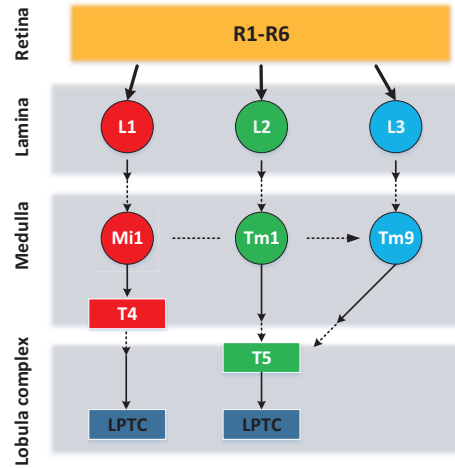 Retina
R1-R6
Lamina
L1
L2
L3
Medulla
Mi1
Tm1
Tm9
T4
Lobula complex
T5
LPTC
LPTC